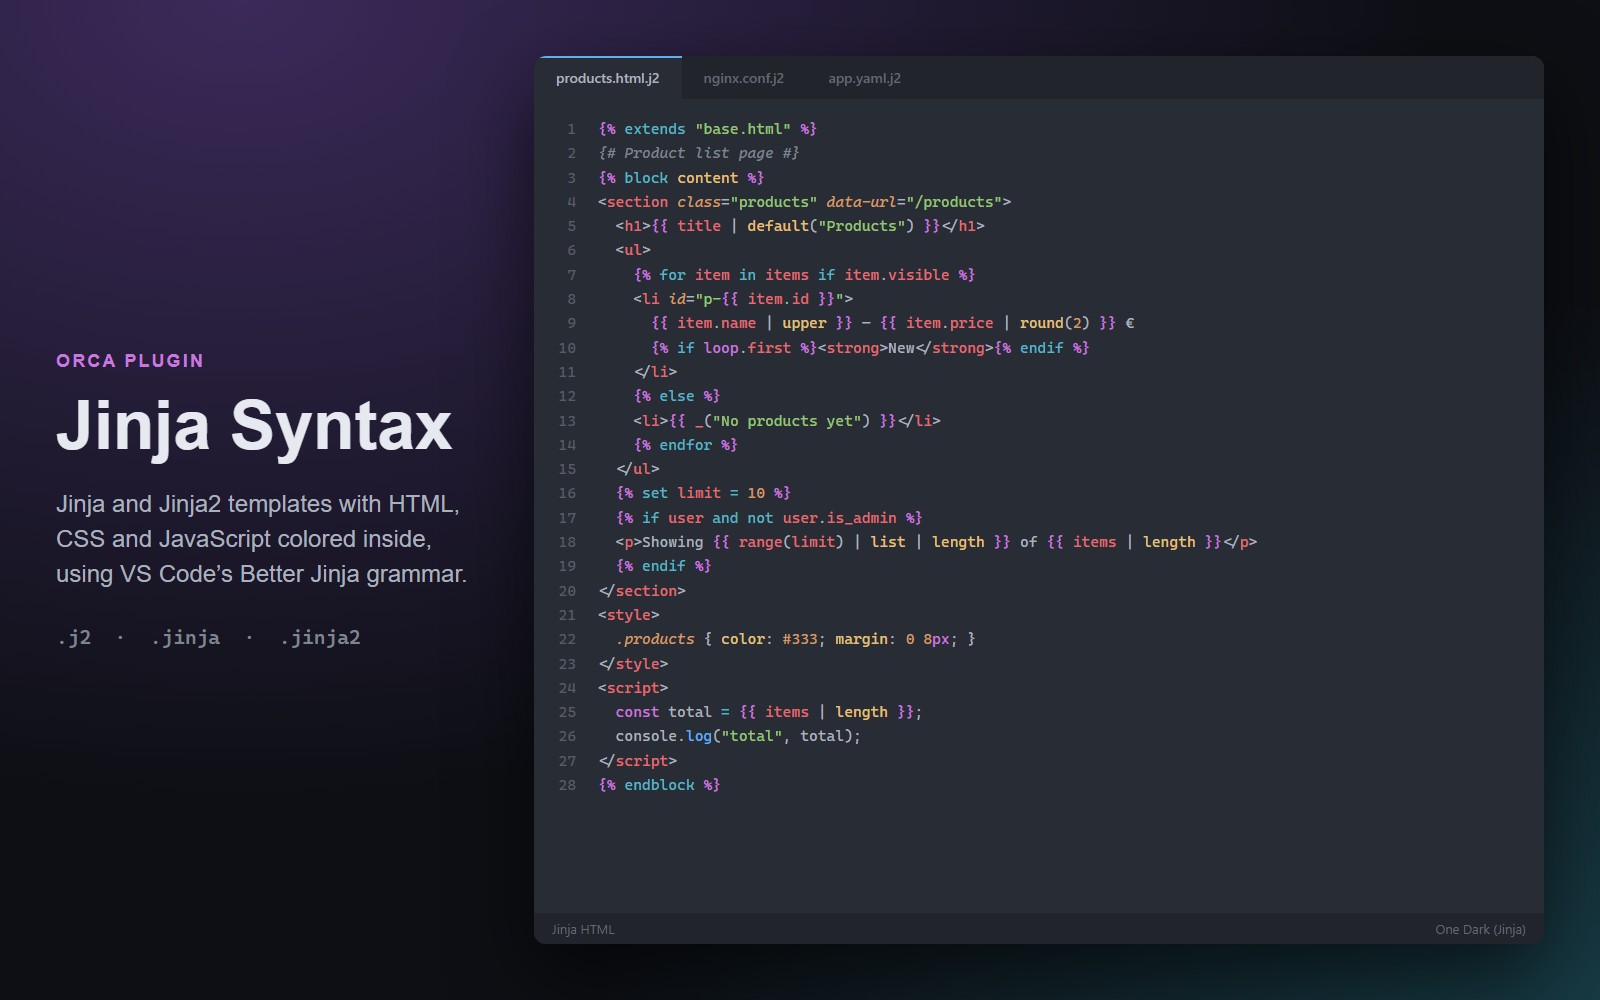 ORCA PLUGIN
Jinja Syntax
Jinja and Jinja2 templates with HTML,
CSS and JavaScript colored inside,
using VS Code’s Better Jinja grammar.
.j2 · .jinja · .jinja2
products.html.j2 nginx.conf.j2 app.yaml.j2
1 {% extends "base.html" %}
2 {# Product list page #}
3 {% block content %}
4 <section class="products" data-url="/products">
5   <h1>{{ title | default("Products") }}</h1>
6   <ul>
7     {% for item in items if item.visible %}
8     <li id="p-{{ item.id }}">
9       {{ item.name | upper }} — {{ item.price | round(2) }} €
10       {% if loop.first %}<strong>New</strong>{% endif %}
11     </li>
12     {% else %}
13     <li>{{ _("No products yet") }}</li>
14     {% endfor %}
15   </ul>
16   {% set limit = 10 %}
17   {% if user and not user.is_admin %}
18   <p>Showing {{ range(limit) | list | length }} of {{ items | length }}</p>
19   {% endif %}
20 </section>
21 <style>
22   .products { color: #333; margin: 0 8px; }
23 </style>
24 <script>
25   const total = {{ items | length }};
26   console.log("total", total);
27 </script>
28 {% endblock %}
Jinja HTML One Dark (Jinja)